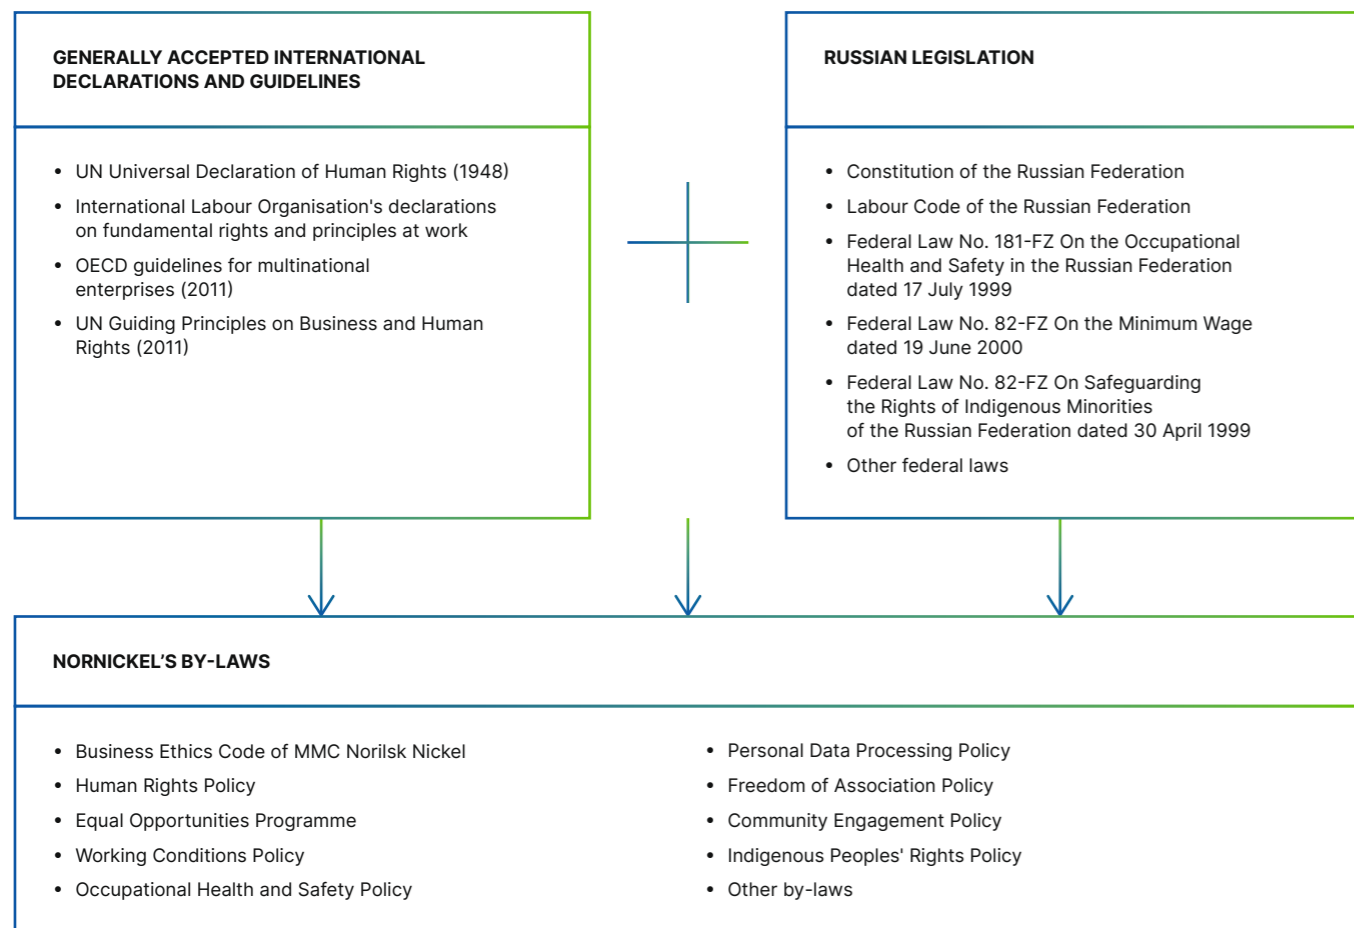 GENERALLY ACCEPTED INTERNATIONAL
DECLARATIONS AND GUIDELINES
• UN Universal Declaration of Human Rights (1948)
• International Labour Organisation's declarations
on fundamental rights and principles at work
• OECD guidelines for multinational
enterprises (2011)
• UN Guiding Principles on Business and Human
Rights (2011)
RUSSIAN LEGISLATION
• Constitution of the Russian Federation
• Labour Code of the Russian Federation
• Federal Law No. 181-FZ On the Occupational
Health and Safety in the Russian Federation
dated 17 July 1999
• Federal Law No. 82-FZ On the Minimum Wage
dated 19 June 2000
• Federal Law No. 82-FZ On Safeguarding
the Rights of Indigenous Minorities
of the Russian Federation dated 30 April 1999
• Other federal laws
NORNICKEL’S BY-LAWS
• Business Ethics Code of MMC Norilsk Nickel
• Human Rights Policy
• Equal Opportunities Programme
• Working Conditions Policy
• Occupational Health and Safety Policy
• Personal Data Processing Policy
• Freedom of Association Policy
• Community Engagement Policy
• Indigenous Peoples' Rights Policy
• Other by-laws